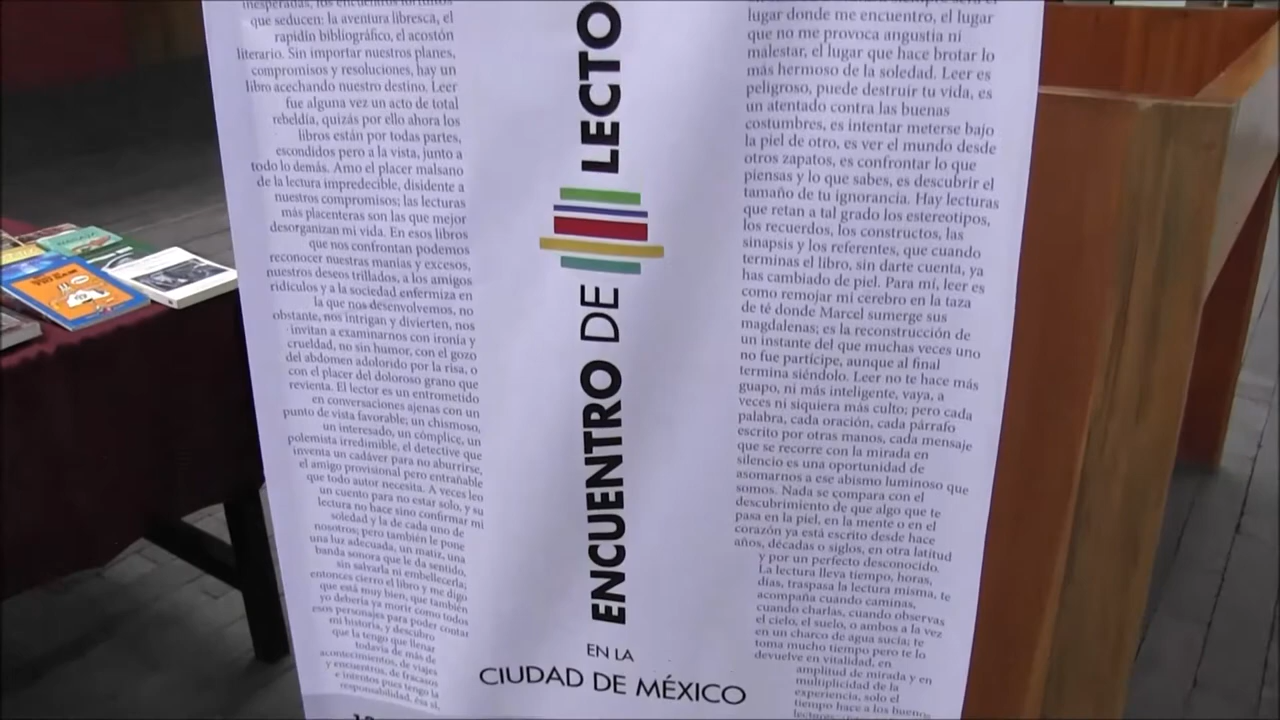 inesperadas, los encuentros fortuitos
que seducen: la aventura libresca, el
rapidín bibliográfico, el acostón
literario. Sin importar nuestros planes,
compromisos y resoluciones, hay un
libro acechando nuestro destino. Leer
fue alguna vez un acto de total
rebeldía, quizás por ello ahora los
libros están por todas partes,
escondidos pero a la vista, junto a
todo lo demás. Amo el placer malsano
de la lectura impredecible, disidente a
nuestros compromisos; las lecturas
más placenteras son las que mejor
desorganizan mi vida. En esos libros
que nos confrontan podemos
reconocer nuestras manías y excesos,
nuestros deseos trillados, a los amigos
ridículos y a la sociedad enfermiza en
la que nos desenvolvemos, no
obstante, nos intrigan y divierten, nos
invitan a examinarnos con ironía y
crueldad, no sin humor, con el gozo
del abdomen adolorido por la risa, o
con el placer del doloroso grano que
revienta. El lector es un entrometido
en conversaciones ajenas con un
punto de vista favorable; un chismoso,
un interesado, un cómplice, un
polemista irredimible, el detective que
inventa un cadáver para no aburrirse,
el amigo provisional pero entrañable
que todo autor necesita. A veces leo
un cuento para no estar solo, y su
lectura no hace sino confirmar mi
soledad y la de cada uno de
nosotros; pero también le pone
una luz adecuada, un matiz, una
banda sonora que le da sentido,
sin salvarla ni embellecerla;
entonces cierro el libro y me digo
que está muy bien, que también
yo debería ya morir como todos
esos personajes para poder contar
mi historia, y descubro
que la tengo que llenar
todavía de más de
acontecimientos, de viajes
y encuentros, de fracasos
e intentos pues tengo la
responsabilidad, ésa sí,
ENCUENTRO DE LECTO
EN LA
CIUDAD DE MÉXICO
lugar donde me encuentro, el lugar
que no me provoca angustia ni
malestar, el lugar que hace brotar lo
más hermoso de la soledad. Leer es
peligroso, puede destruir tu vida, es
un atentado contra las buenas
costumbres, es intentar meterse bajo
la piel de otro, es ver el mundo desde
otros zapatos, es confrontar lo que
piensas y lo que sabes, es descubrir el
tamaño de tu ignorancia. Hay lecturas
que retan a tal grado los estereotipos,
los recuerdos, los constructos, las
sinapsis y los referentes, que cuando
terminas el libro, sin darte cuenta, ya
has cambiado de piel. Para mí, leer es
como remojar mi cerebro en la taza
de té donde Marcel sumerge sus
magdalenas; es la reconstrucción de
un instante del que muchas veces uno
no fue partícipe, aunque al final
termina siéndolo. Leer no te hace más
guapo, ni más inteligente, vaya, a
veces ni siquiera más culto; pero cada
palabra, cada oración, cada párrafo
escrito por otras manos, cada mensaje
que se recorre con la mirada en
silencio es una oportunidad de
asomarnos a ese abismo luminoso que
somos. Nada se compara con el
descubrimiento de que algo que te
pasa en la piel, en la mente o en el
corazón ya está escrito desde hace
años, décadas o siglos, en otra latitud
y por un perfecto desconocido.
La lectura lleva tiempo, horas,
días, traspasa la lectura misma, te
acompaña cuando caminas,
cuando charlas, cuando observas
el cielo, el suelo, o ambos a la vez
en un charco de agua sucia; te
toma mucho tiempo pero te lo
devuelve en vitalidad, en
amplitud de mirada y en
multiplicidad de la
experiencia, solo el
tiempo hace a los buenos